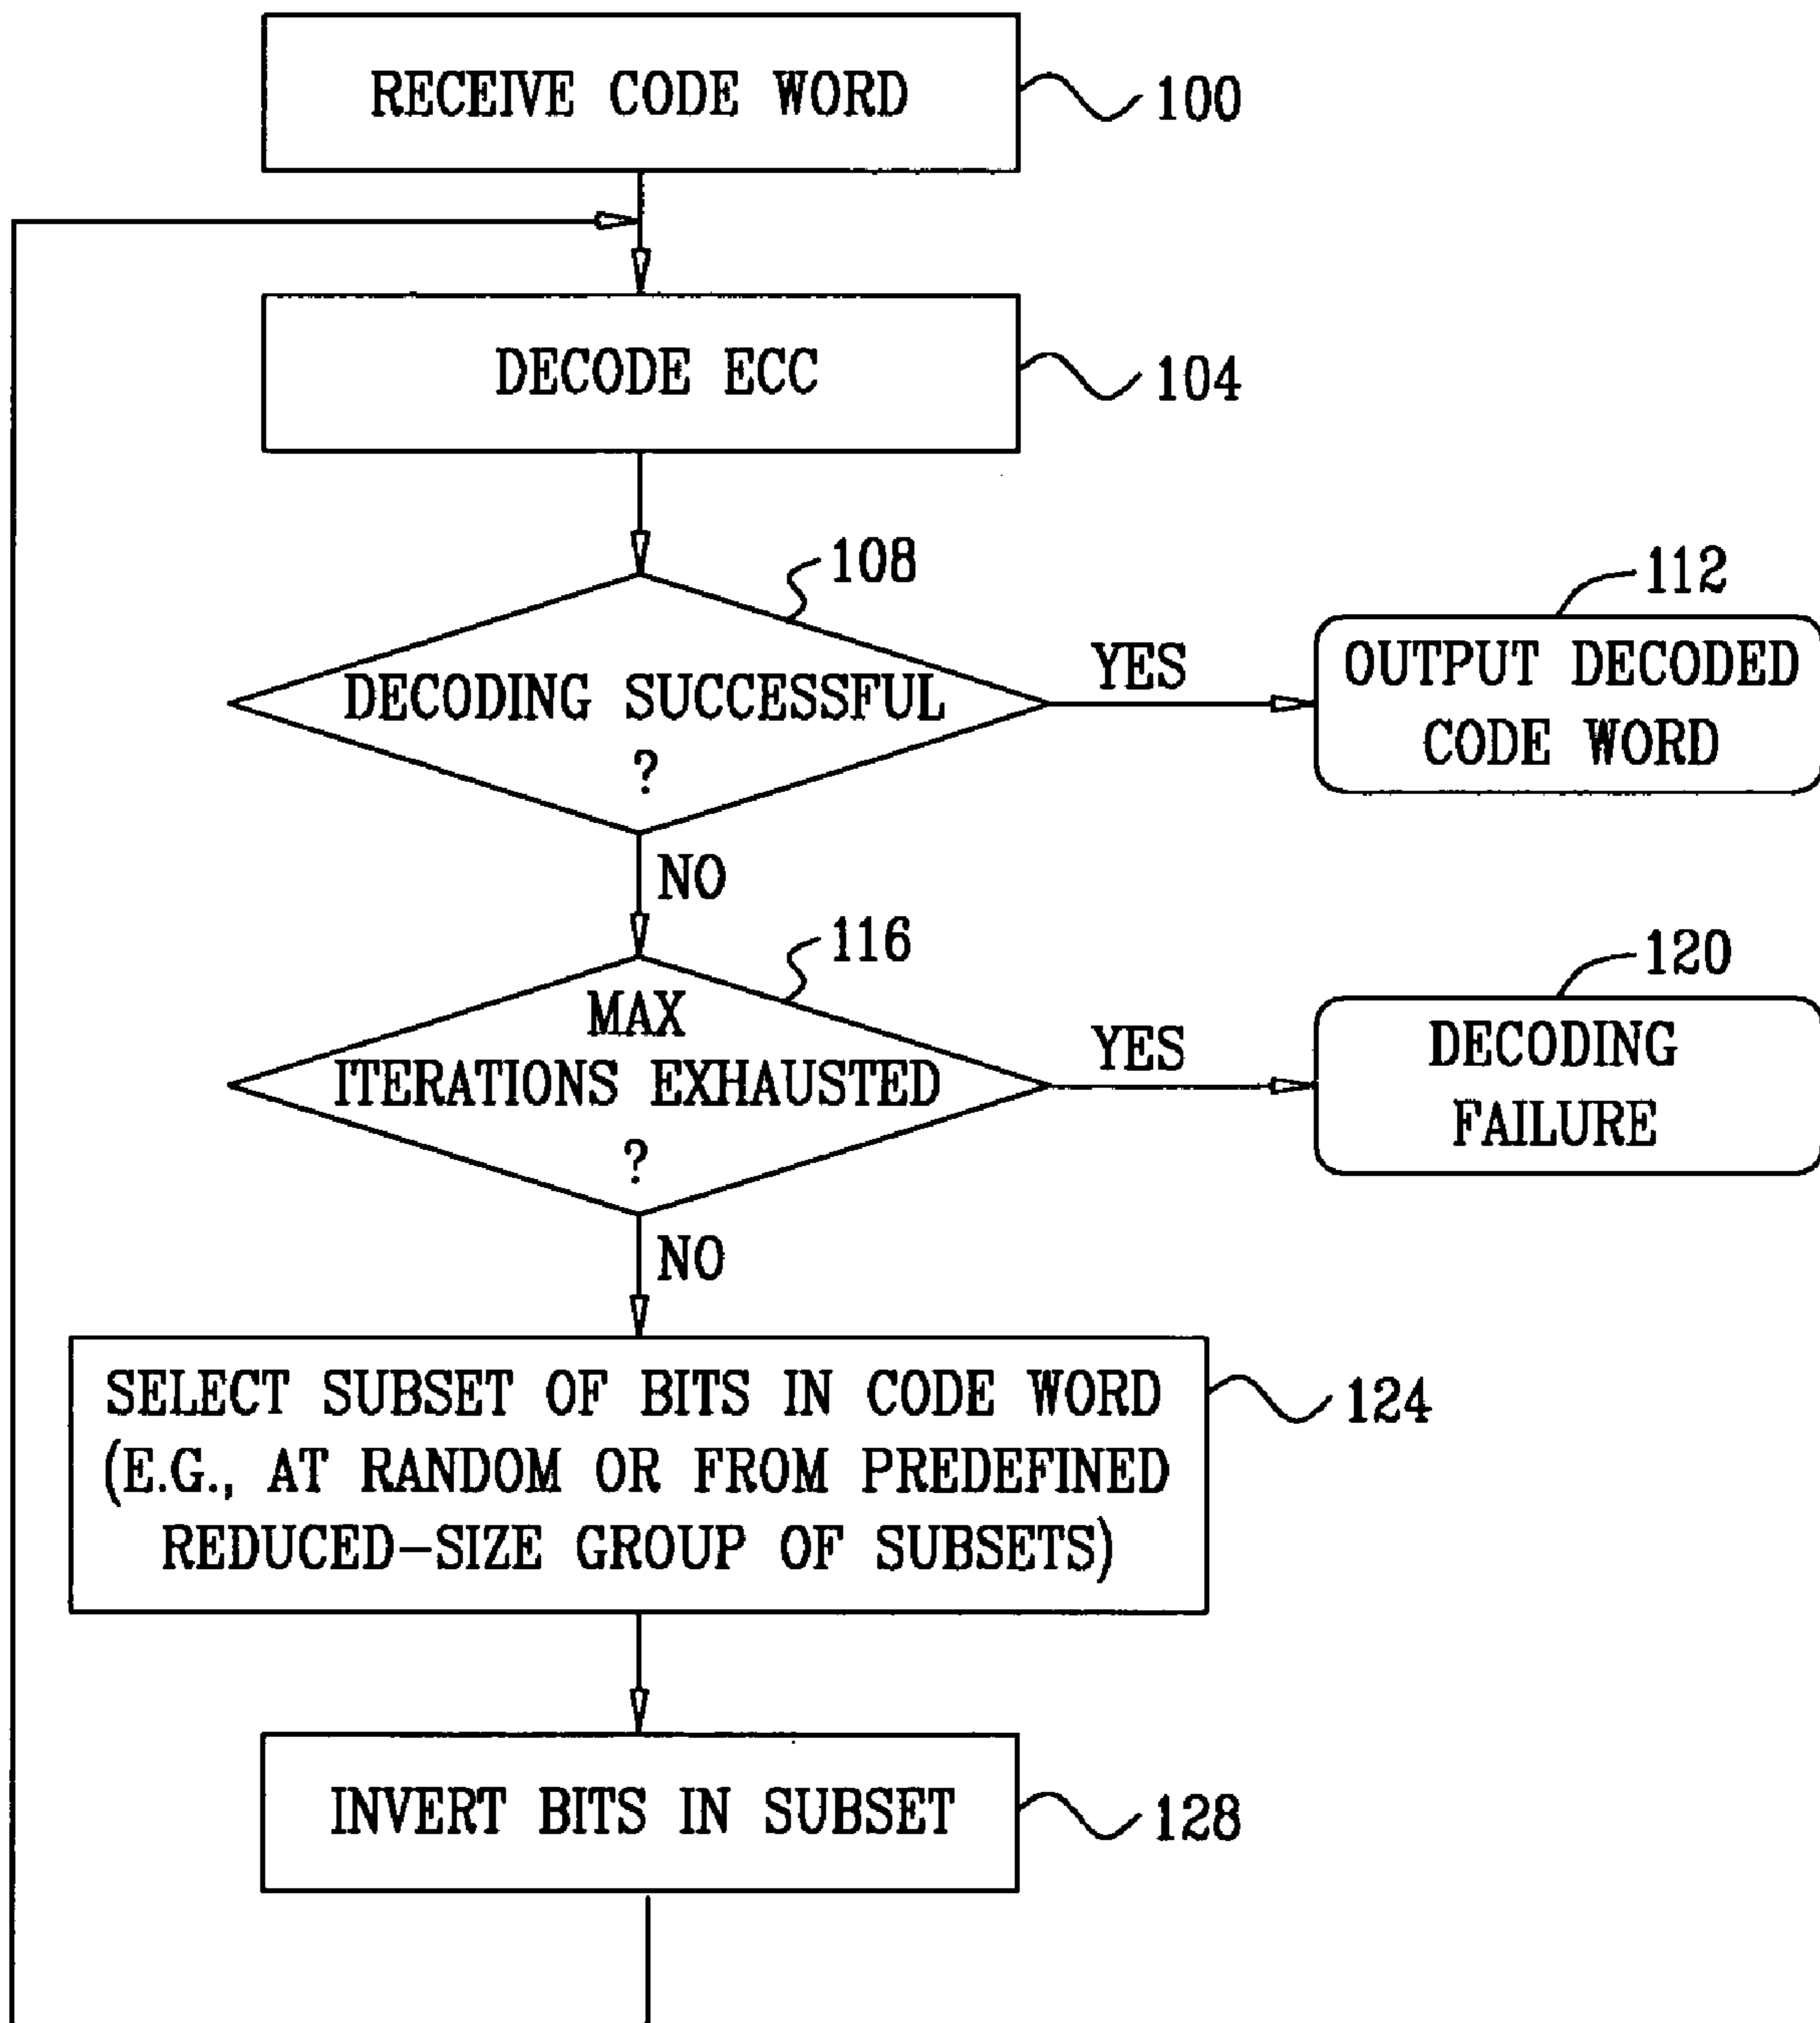 RECEIVE CODE WORD
100
DECODE ECC
104
108
DECODING SUCCESSFUL
?
YES
112
OUTPUT DECODED
CODE WORD
NO
116
MAX
ITERATIONS EXHAUSTED
?
YES
120
DECODING
FAILURE
NO
SELECT SUBSET OF BITS IN CODE WORD
(E.G., AT RANDOM OR FROM PREDEFINED
REDUCED-SIZE GROUP OF SUBSETS)
124
INVERT BITS IN SUBSET
128